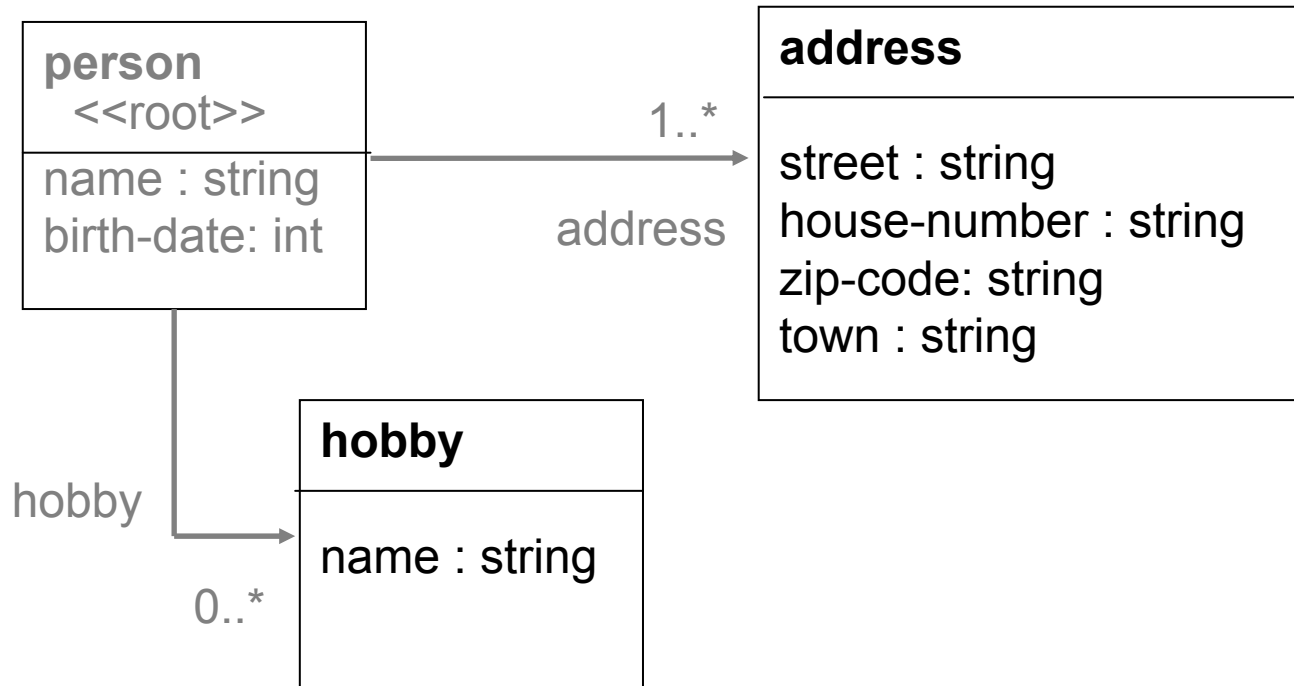 person
<<root>>
name : string
birth-date: int
1..*
address
address
street : string
house-number : string
zip-code: string
town : string
hobby
0..*
hobby
name : string